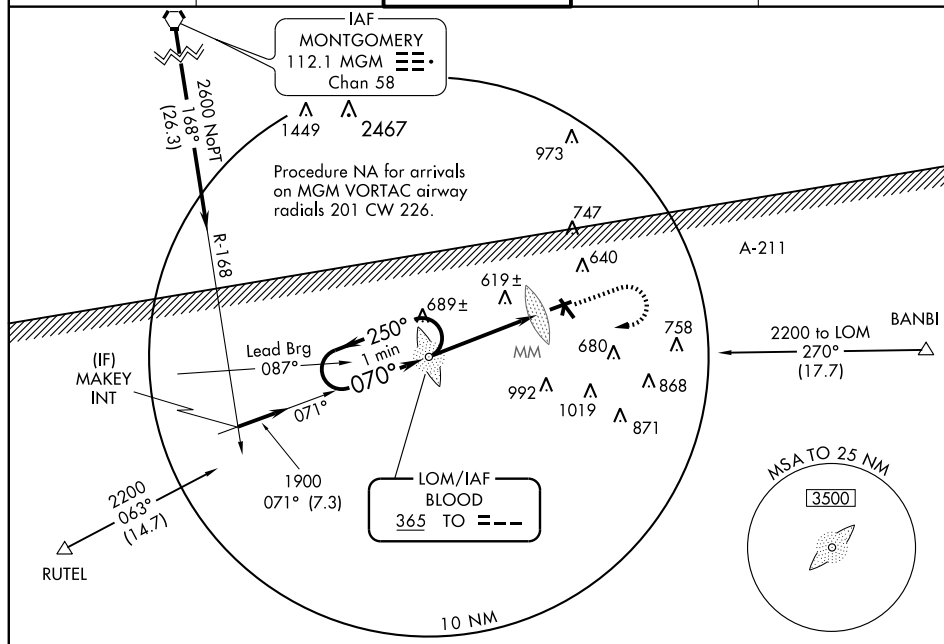 IAF
MONTGOMERY
112.1 MGM
Chan 58
2600 NoPT
168°
(26.3)
1449
2467
973
Procedure NA for arrivals
on MGM VORTAC airway
radials 201 CW 226.
R-168
747
A-211
640
619±
689±
BANBI
2200 to LOM
270°
(17.7)
758
250°
1 min
070°
Lead Brg
087°
(IF)
MAKEY
INT
MM
680
992
1019
868
871
071°
1900
071° (7.3)
LOM/IAF
BLOOD
365 TO
2200
063°
(14.7)
RUTEL
MSA TO 25 NM
3500
10 NM